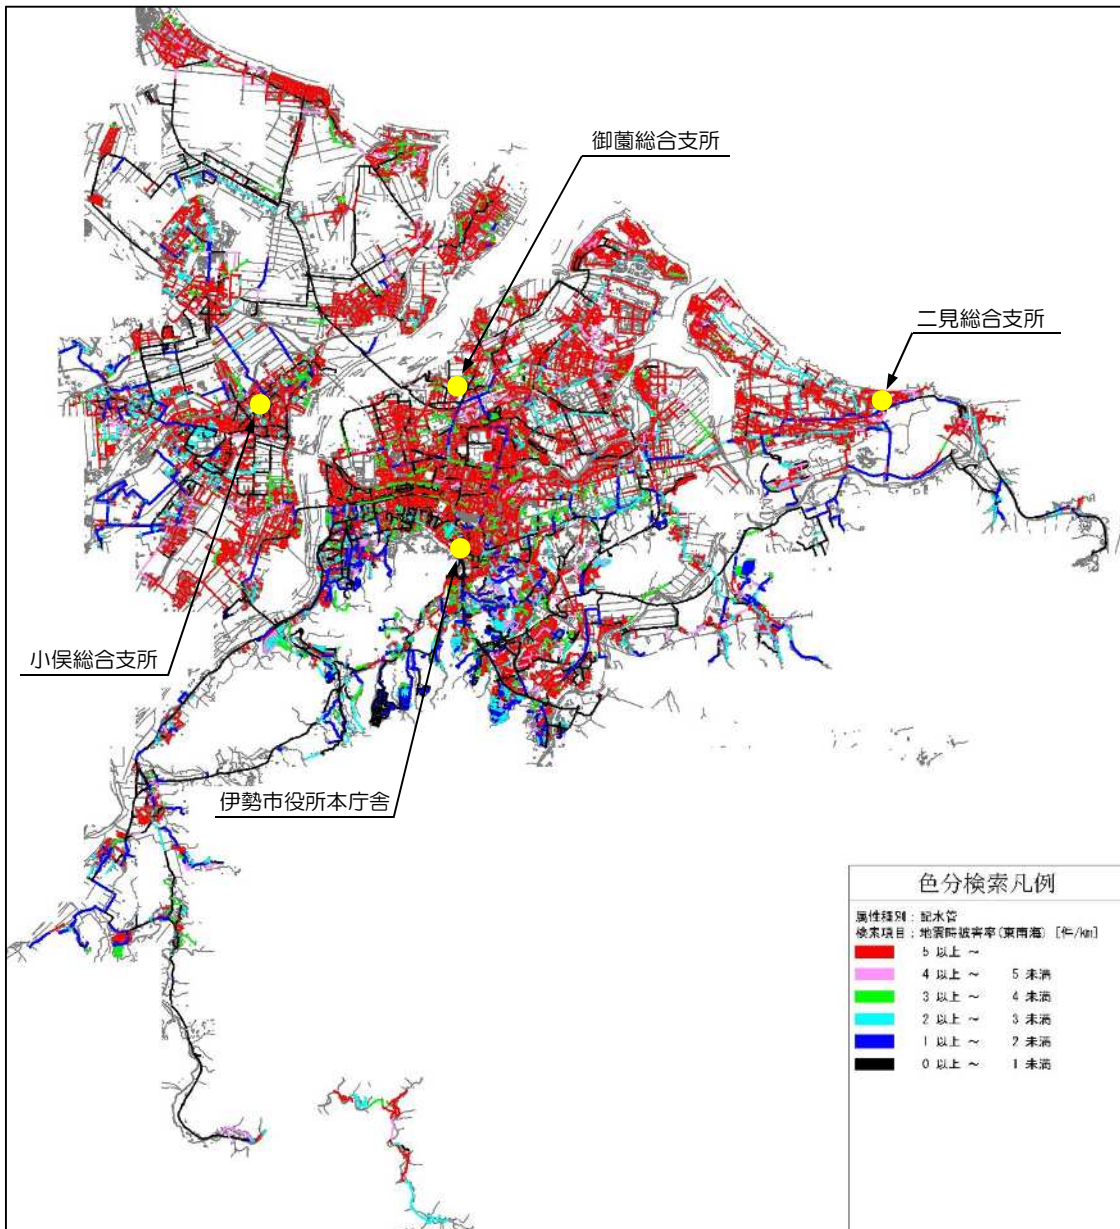 御薗総合支所
二見総合支所
小俣総合支所
伊勢市役所本庁舎
色分検索凡例
属性種別：配水管
検索項目：地震時被害率(東南海) [件/km]
5 以上 ～
4 以上 ～ 5 未満
3 以上 ～ 4 未満
2 以上 ～ 3 未満
1 以上 ～ 2 未満
0 以上 ～ 1 未満